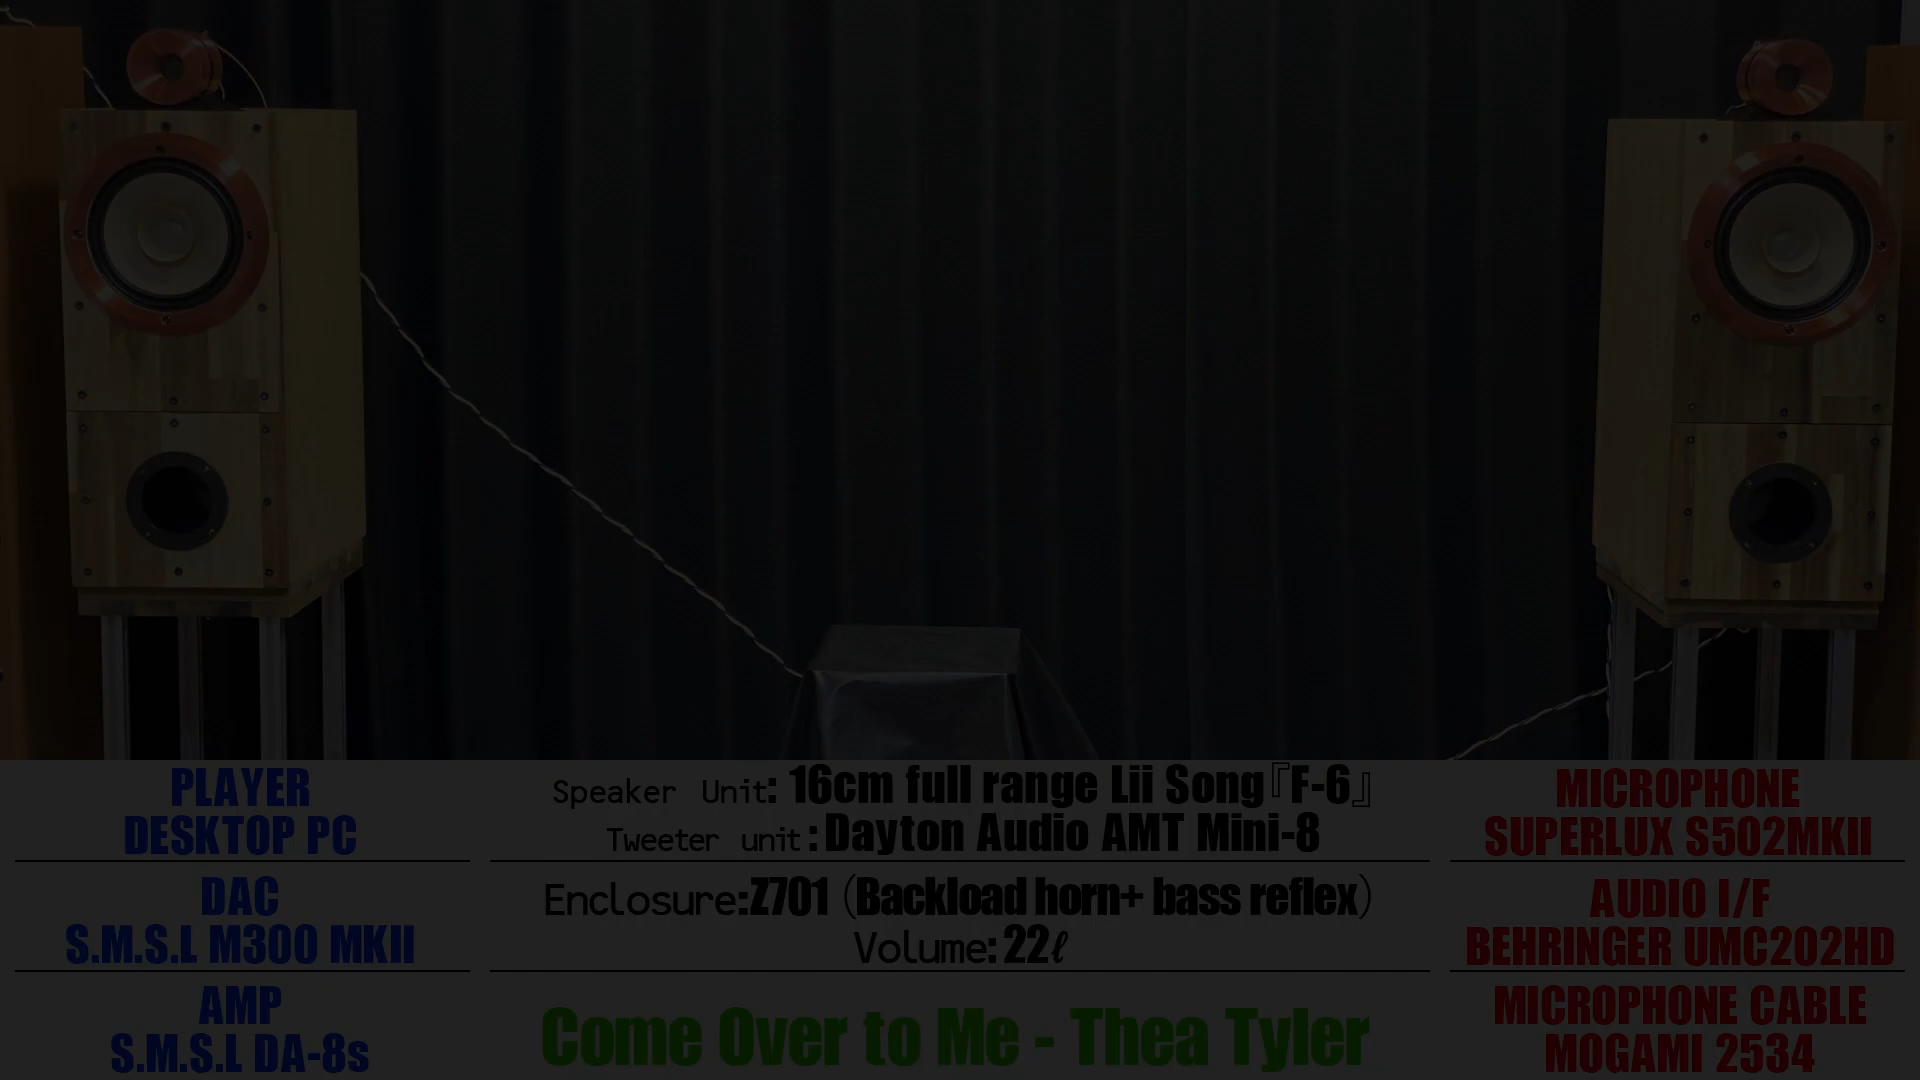 PLAYER
DESKTOP PC
DAC
S.M.S.L M300 MKII
AMP
S.M.S.L DA-8s
Speaker Unit: 16cm full range Lii Song『F-6』
Tweeter unit: Dayton Audio AMT Mini-8
Enclosure:Z701 (Backload horn+ bass reflex)
Volume: 22ℓ
Come Over to Me - Thea Tyler
MICROPHONE
SUPERLUX S502MKII
AUDIO I/F
BEHRINGER UMC202HD
MICROPHONE CABLE
MOGAMI 2534